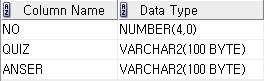 Column Name Data Type
NO NUMBER(4,0)
QUIZ VARCHAR2(100 BYTE)
ANSER VARCHAR2(100 BYTE)